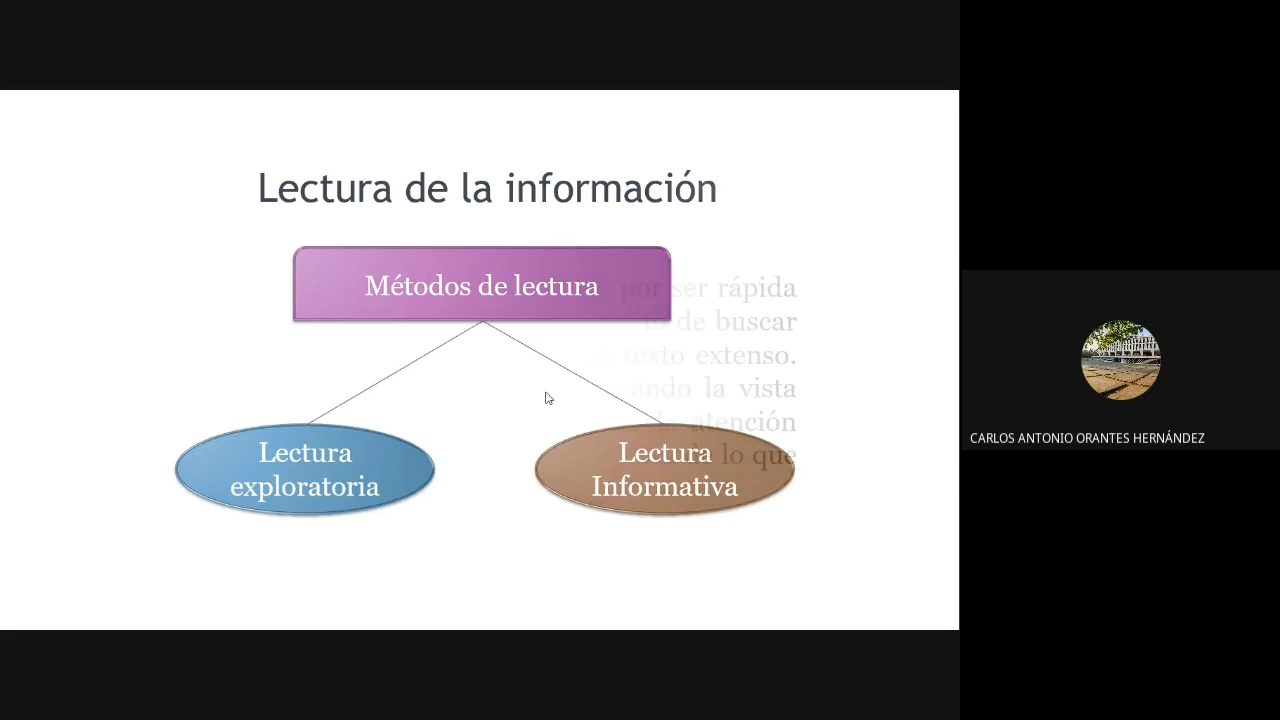 Lectura de la información
Métodos de lectura
por ser rápida
de buscar
texto extenso.
la vista
atención
lo que
Lectura
exploratoria
Lectura
Informativa
CARLOS ANTONIO ORANTES HERNÁNDEZ